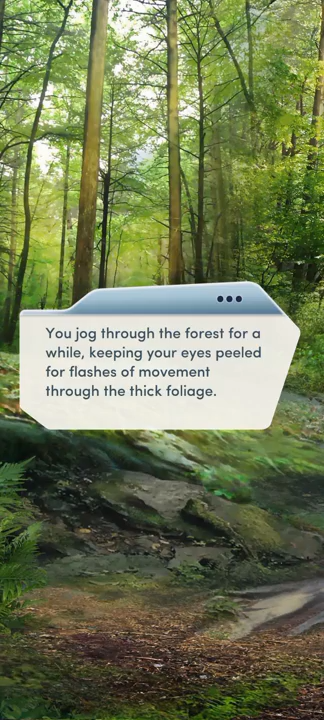 You jog through the forest for a
while, keeping your eyes peeled
for flashes of movement
through the thick foliage.